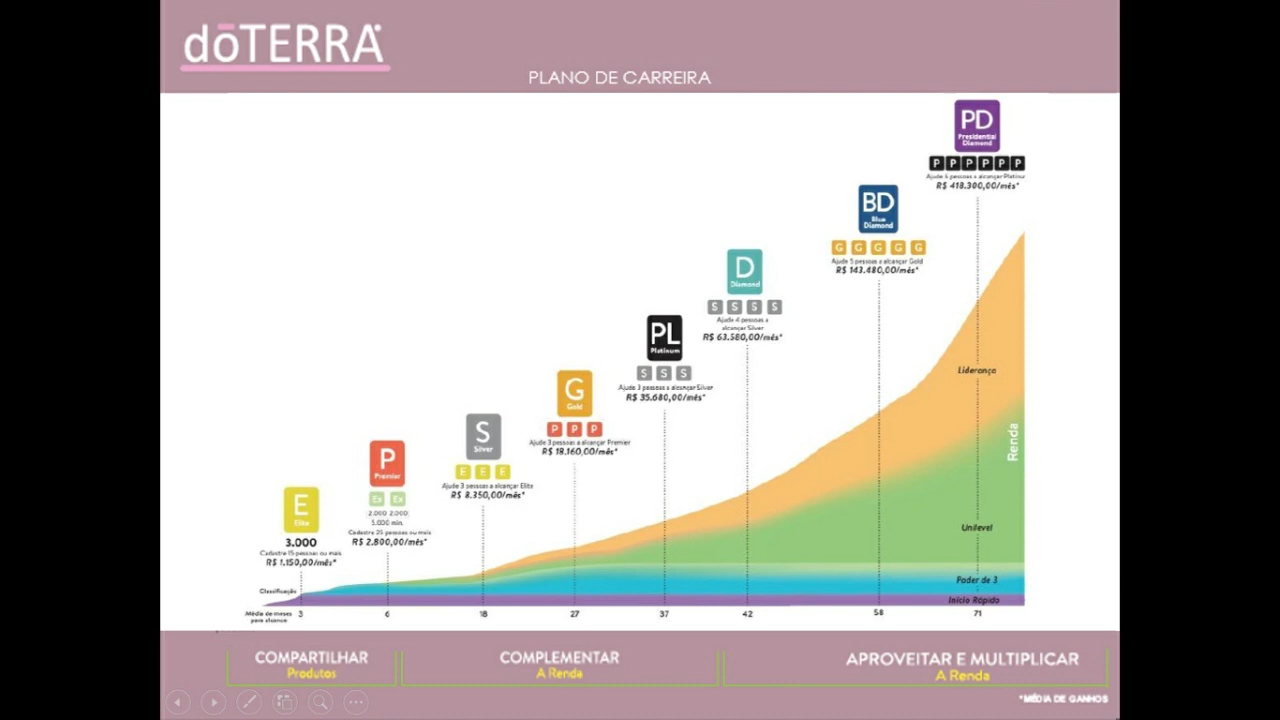 dōTERRA
PLANO DE CARREIRA
PD
Presidential
Diamond
P P P P P P
Ajude 6 pessoas a alcançar Platinum
R$ 418.300,00/mês*
BD
Blue
Diamond
G G G G G
Ajude 5 pessoas a alcançar Gold
R$ 143.480,00/mês*
D
Diamond
S S S S
Ajude 4 pessoas a
alcançar Silver
R$ 63.580,00/mês*
PL
Platinum
S S S
Ajude 3 pessoas a alcançar Silver
R$ 35.680,00/mês*
G
Gold
P P P
Ajude 3 pessoas a alcançar Premier
R$ 18.160,00/mês*
S
Silver
E E E
Ajude 3 pessoas a alcançar Elite
R$ 8.350,00/mês*
P
Premier
Ex Ex
2.000 2.000
5.000 min.
Cadastre 25 pessoas ou mais
R$ 2.800,00/mês*
E
Elite
3.000
Cadastre 15 pessoas ou mais
R$ 1.150,00/mês*
Liderança
Renda
Unilevel
Poder de 3
Início Rápido
Classificação
Média de meses
para alcance
3 6 18 27 37 42 58 71
COMPARTILHAR
Produtos
COMPLEMENTAR
A Renda
APROVEITAR E MULTIPLICAR
A Renda
*MÉDIA DE GANHOS